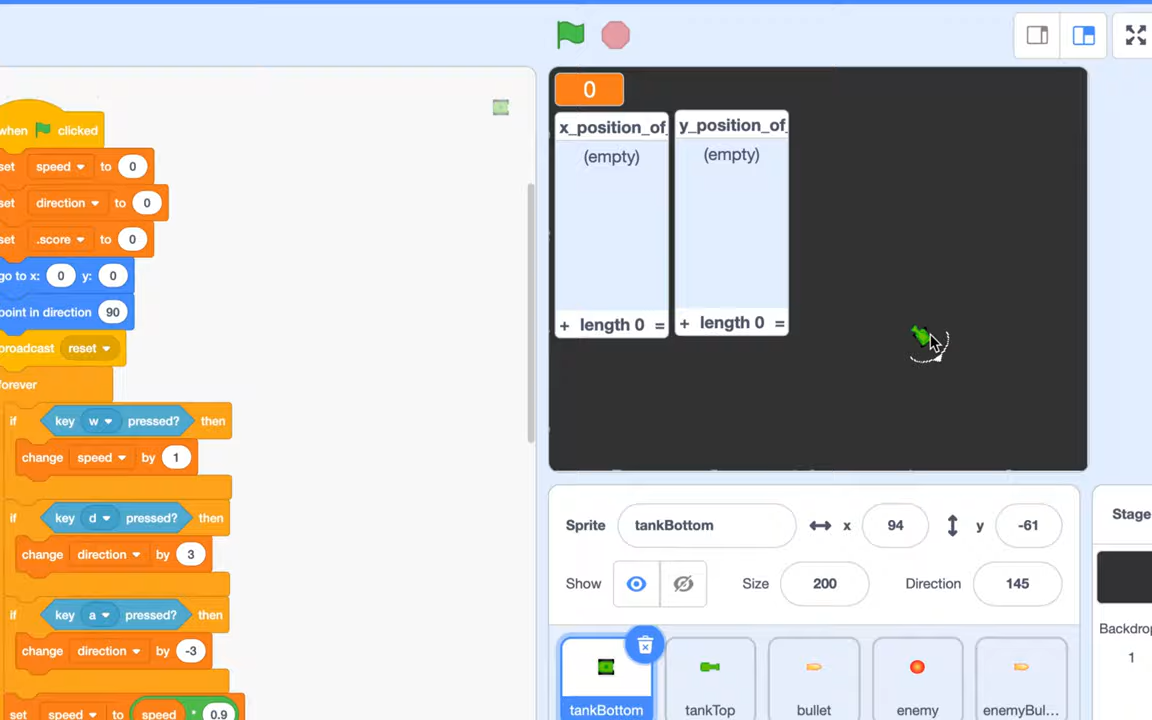 when clicked
set speed to 0
set direction to 0
set .score to 0
go to x: 0 y: 0
point in direction 90
broadcast reset
forever
if key w pressed? then
change speed by 1
if key d pressed? then
change direction by 3
if key a pressed? then
change direction by -3
set speed to speed * 0.9
0
x_position_of_ y_position_of_
(empty) (empty)
+ length 0 = + length 0 =
Sprite tankBottom x 94 y -61
Show Size 200 Direction 145
tankBottom tankTop bullet enemy enemyBul...
Stage
Backdrop
1